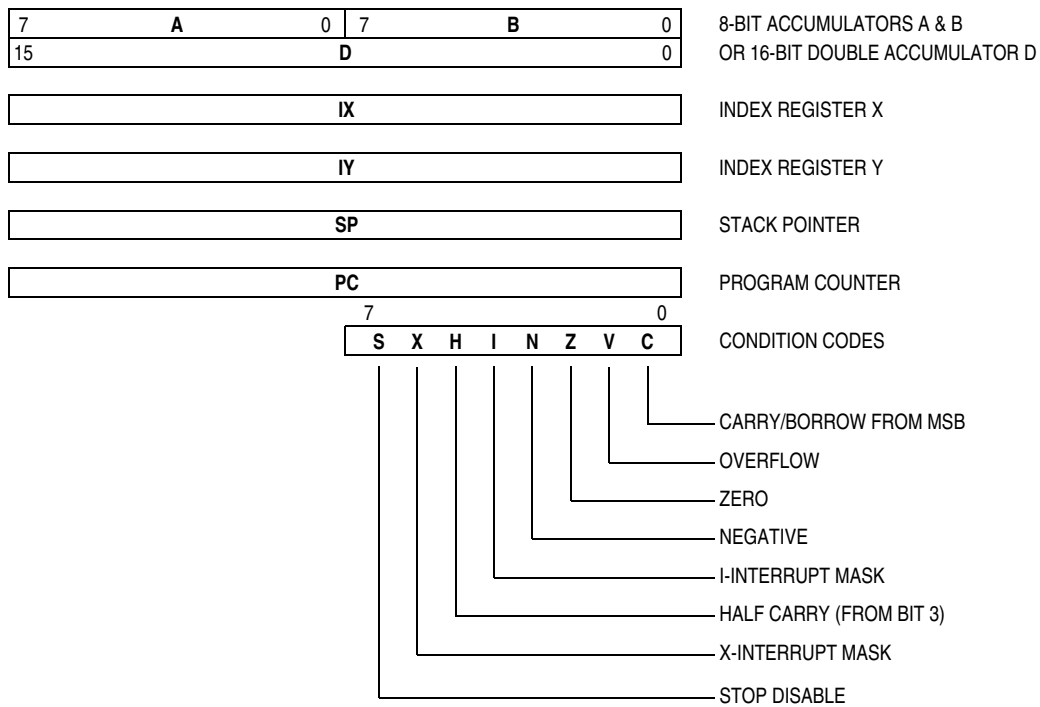 7 A 0 7 B 0 8-BIT ACCUMULATORS A & B
15 D 0 OR 16-BIT DOUBLE ACCUMULATOR D
IX INDEX REGISTER X
IY INDEX REGISTER Y
SP STACK POINTER
PC PROGRAM COUNTER
7 0
S X H I N Z V C CONDITION CODES
CARRY/BORROW FROM MSB
OVERFLOW
ZERO
NEGATIVE
I-INTERRUPT MASK
HALF CARRY (FROM BIT 3)
X-INTERRUPT MASK
STOP DISABLE